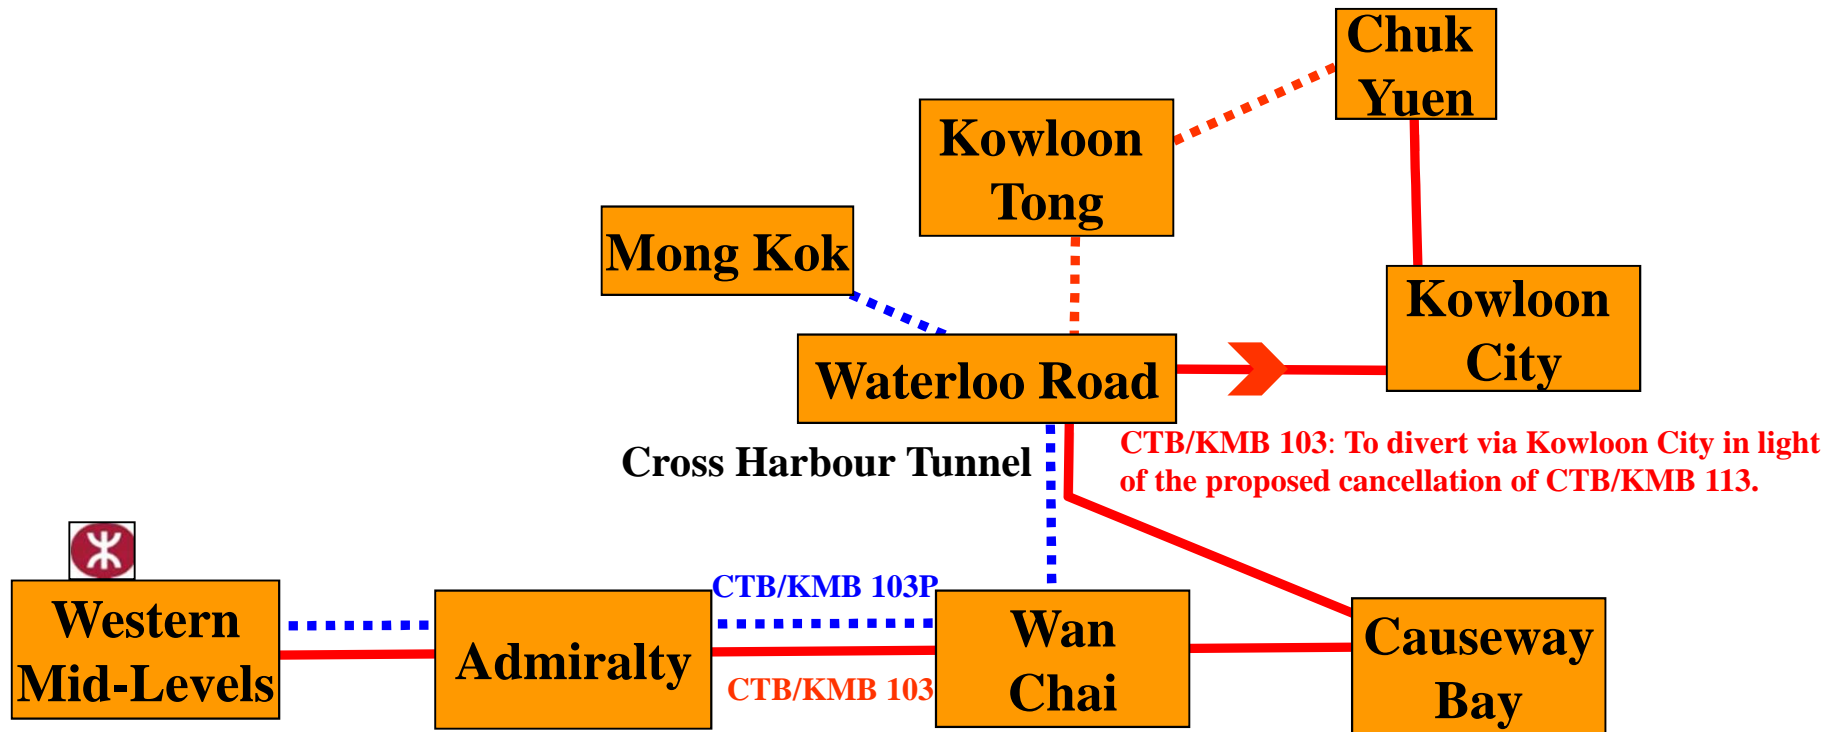 Chuk
Yuen
Kowloon
Tong
Mong Kok
Kowloon
City
Waterloo Road
CTB/KMB 103: To divert via Kowloon City in light
of the proposed cancellation of CTB/KMB 113.
Cross Harbour Tunnel
CTB/KMB 103P
Western
Mid-Levels
Admiralty
Wan
Chai
Causeway
Bay
CTB/KMB 103